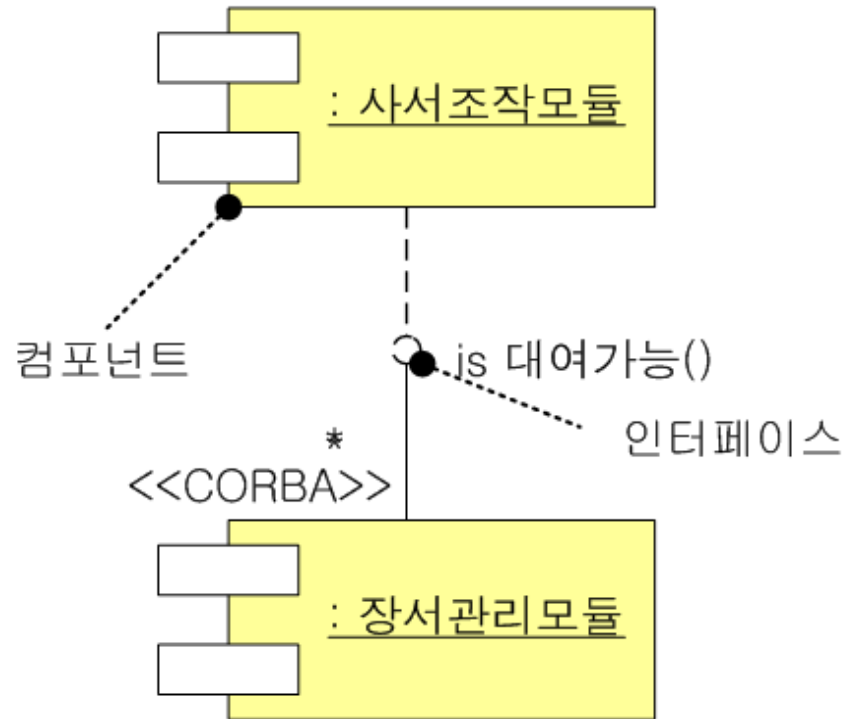 : 사서조작모듈
컴포넌트
js 대여가능()
인터페이스
*
<<CORBA>>
: 장서관리모듈